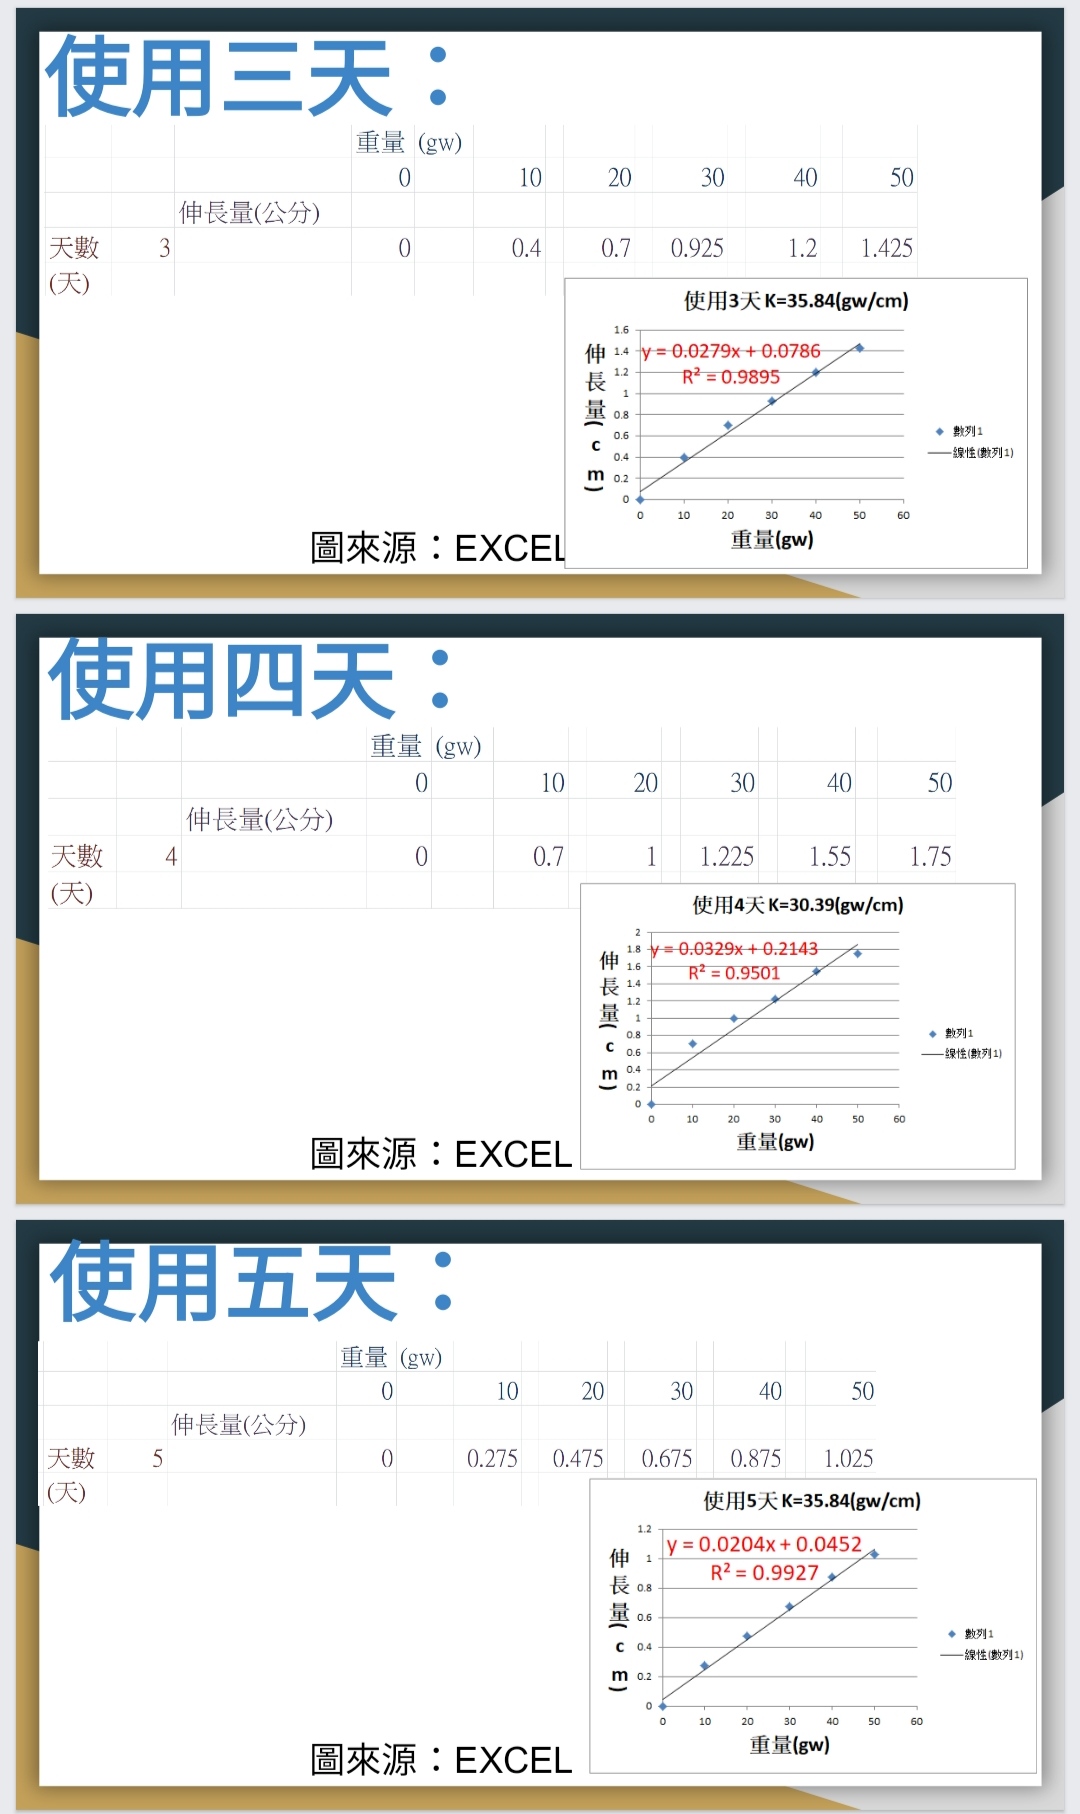 使用三天：
重量 (gw)
0 10 20 30 40 50
伸長量(公分)
天數 3 0 0.4 0.7 0.925 1.2 1.425
(天)
使用3天 K=35.84(gw/cm)
伸長量(cm)
1.6
1.4
1.2
1
0.8
0.6
0.4
0.2
0
y = 0.0279x + 0.0786
R² = 0.9895
數列1
線性(數列1)
0 10 20 30 40 50 60
重量(gw)
圖來源：EXCEL
使用四天：
重量 (gw)
0 10 20 30 40 50
伸長量(公分)
天數 4 0 0.7 1 1.225 1.55 1.75
(天)
使用4天 K=30.39(gw/cm)
伸長量(cm)
2
1.8
1.6
1.4
1.2
1
0.8
0.6
0.4
0.2
0
y = 0.0329x + 0.2143
R² = 0.9501
數列1
線性(數列1)
0 10 20 30 40 50 60
重量(gw)
圖來源：EXCEL
使用五天：
重量 (gw)
0 10 20 30 40 50
伸長量(公分)
天數 5 0 0.275 0.475 0.675 0.875 1.025
(天)
使用5天 K=35.84(gw/cm)
伸長量(cm)
1.2
1
0.8
0.6
0.4
0.2
0
y = 0.0204x + 0.0452
R² = 0.9927
數列1
線性(數列1)
0 10 20 30 40 50 60
重量(gw)
圖來源：EXCEL